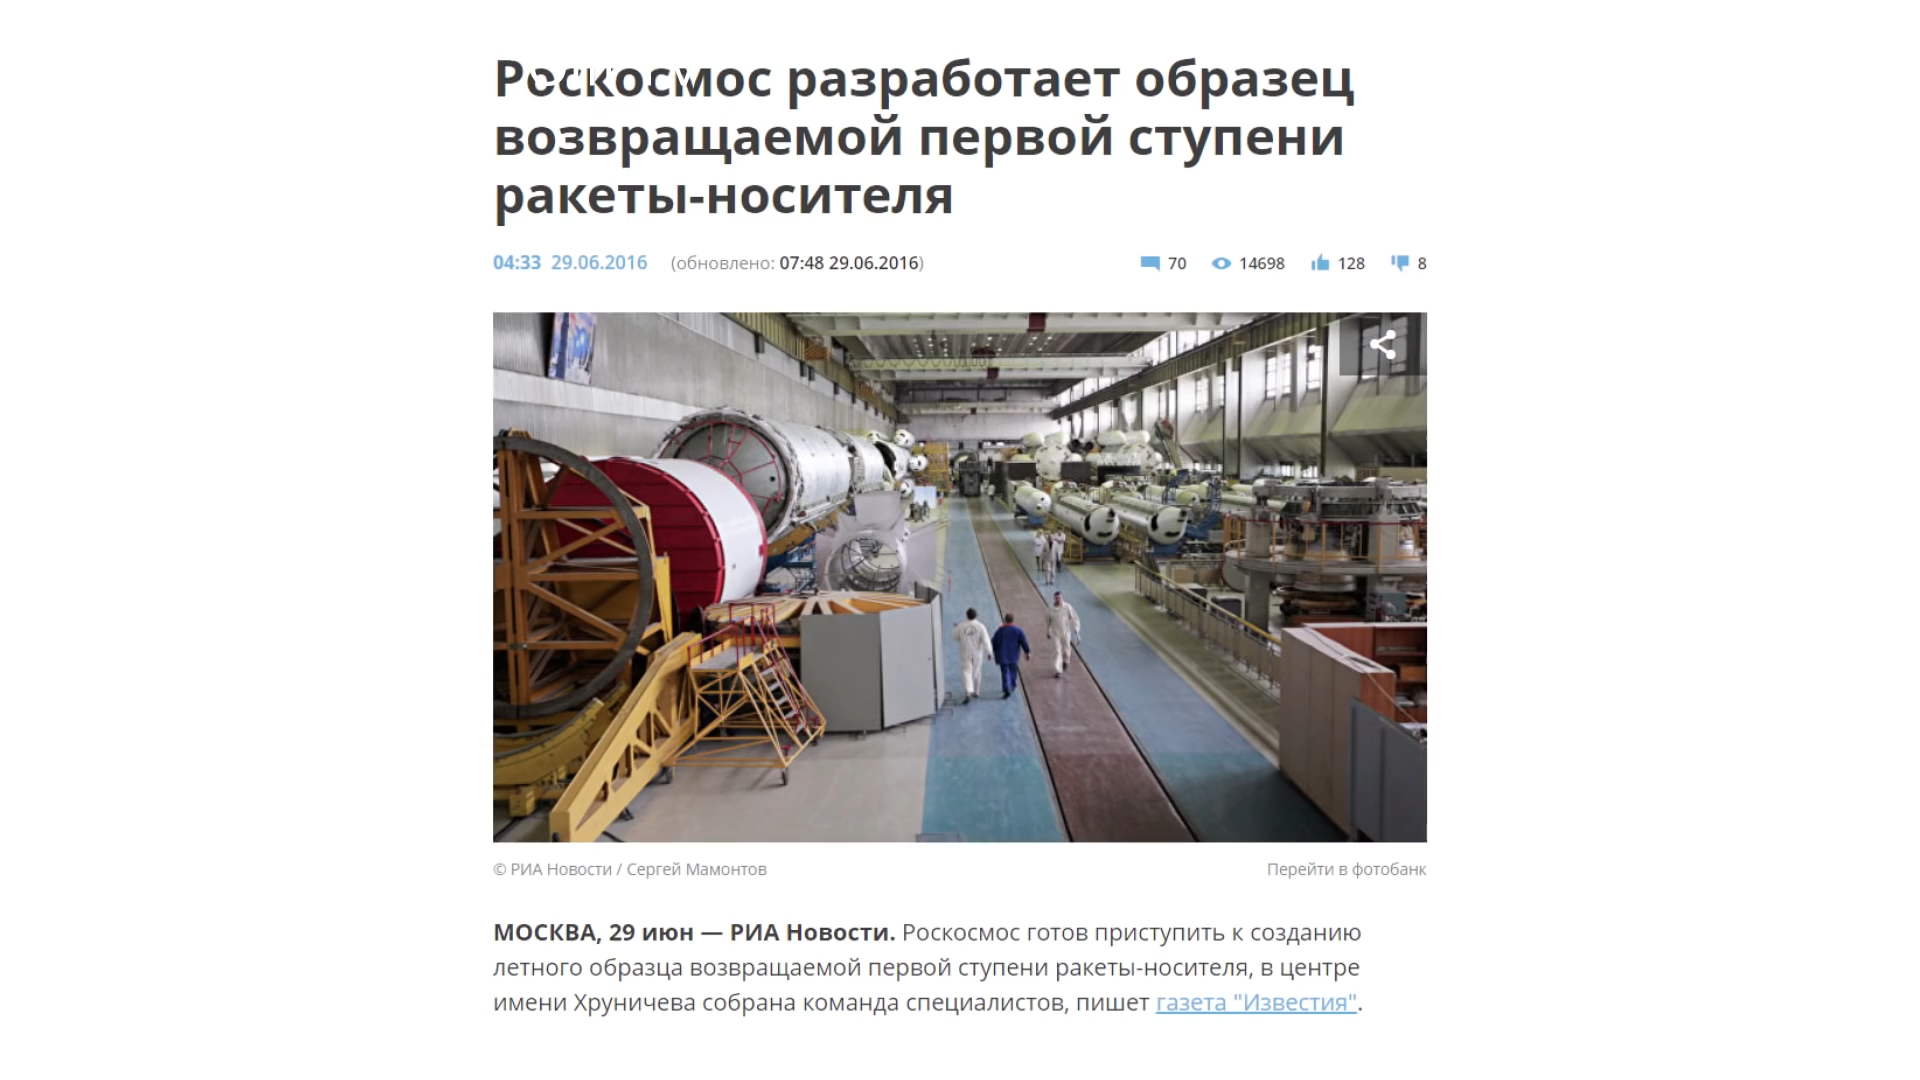 Роскосмос разработает образец
возвращаемой первой ступени
ракеты-носителя
04:33 29.06.2016 (обновлено: 07:48 29.06.2016) 70 14698 128 8
© РИА Новости / Сергей Мамонтов Перейти в фотобанк
МОСКВА, 29 июн — РИА Новости. Роскосмос готов приступить к созданию
летного образца возвращаемой первой ступени ракеты-носителя, в центре
имени Хруничева собрана команда специалистов, пишет газета "Известия".